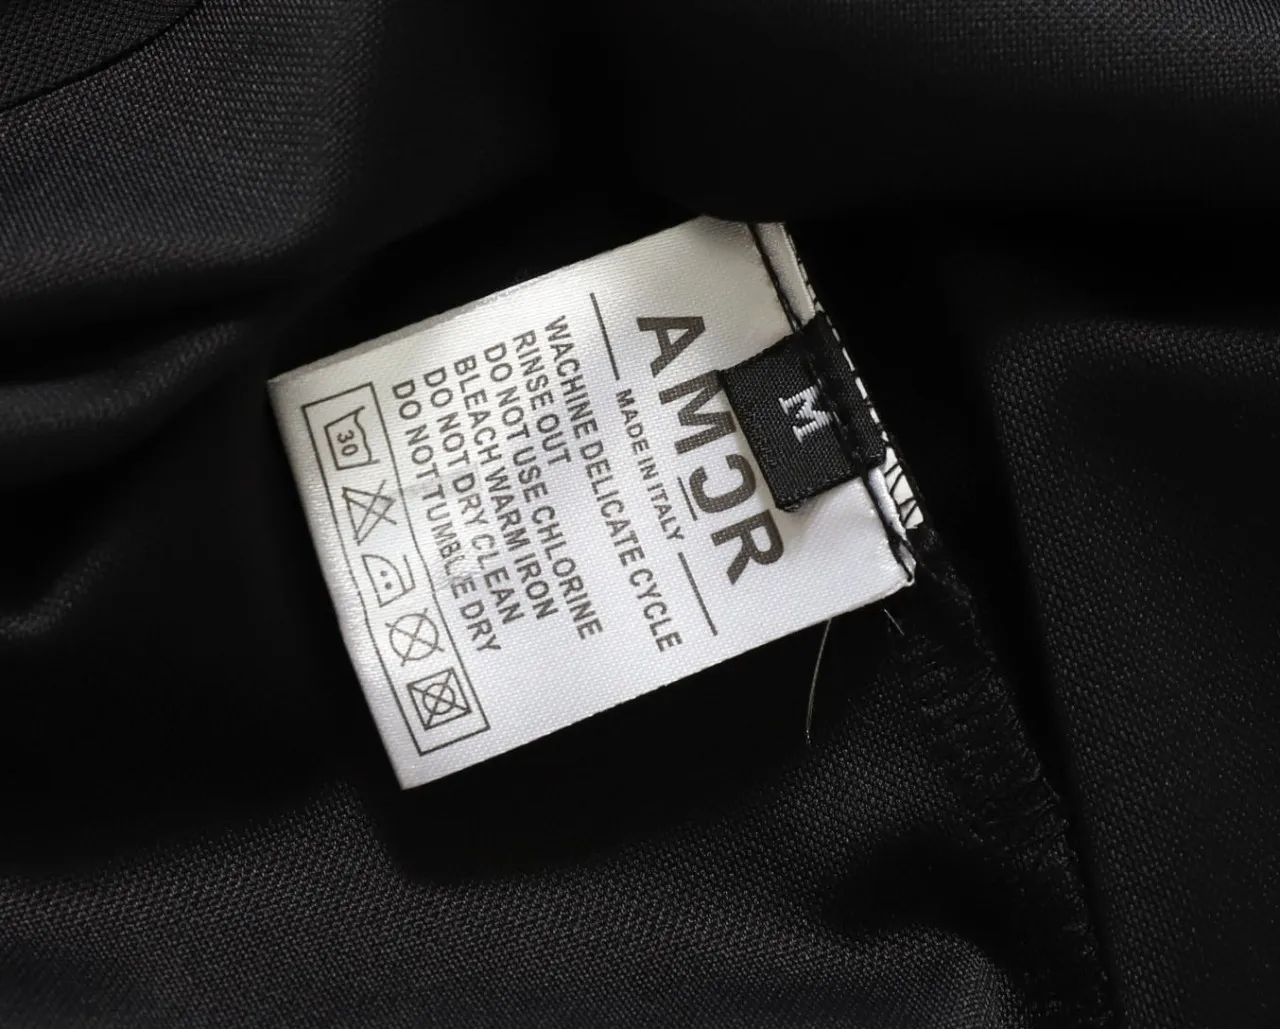 AMƆR
M
MADE IN ITALY
WACHINE DELICATE CYCLE
RINSE OUT
DO NOT USE CHLORINE
BLEACH WARM IRON
DO NOT DRY CLEAN
DO NOT TUMBLE DRY
30